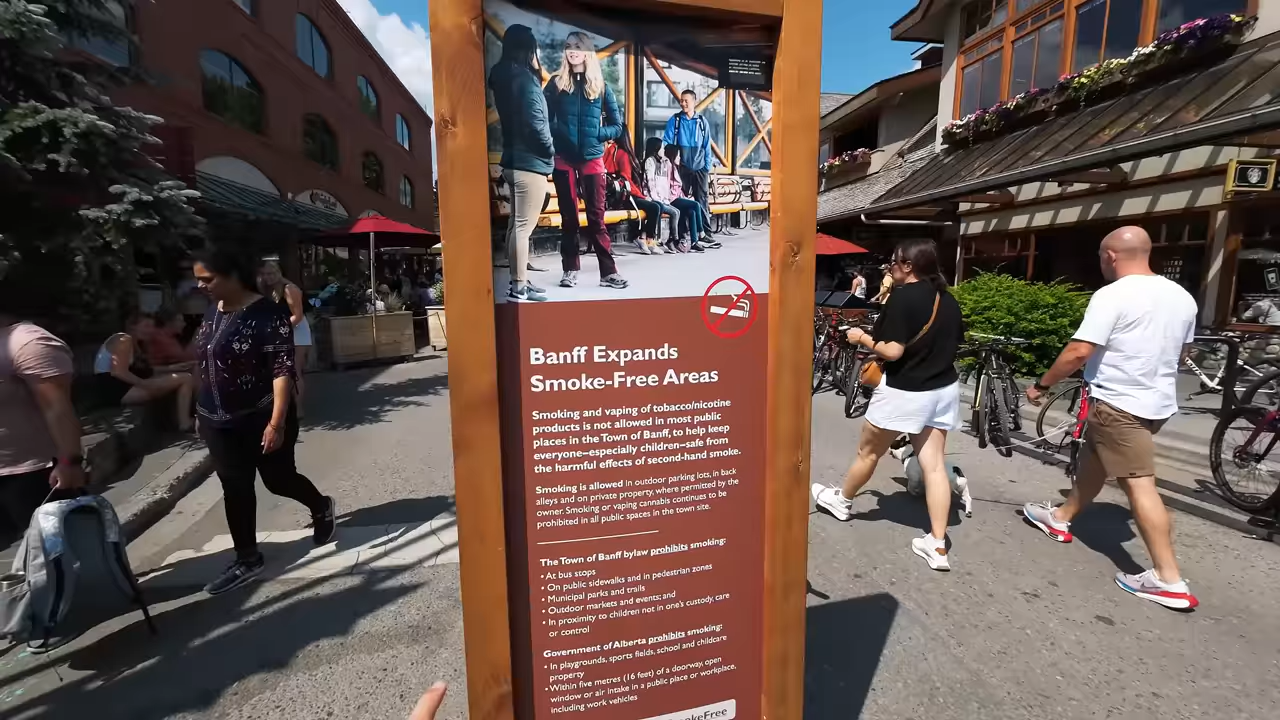 Banff Expands
Smoke-Free Areas
Smoking and vaping of tobacco/nicotine
products is not allowed in most public
places in the Town of Banff, to help keep
everyone–especially children–safe from
the harmful effects of second-hand smoke.
Smoking is allowed in outdoor parking lots, in back
alleys and on private property, where permitted by the
owner. Smoking or vaping cannabis continues to be
prohibited in all public spaces in the town site.
The Town of Banff bylaw prohibits smoking:
• At bus stops
• On public sidewalks and in pedestrian zones
• Municipal parks and trails
• Outdoor markets and events; and
• In proximity to children not in one's custody, care
or control
Government of Alberta prohibits smoking:
• In playgrounds, sports fields, school and childcare
property
• Within five metres (16 feet) of a doorway, open
window or air intake in a public place or workplace,
including work vehicles